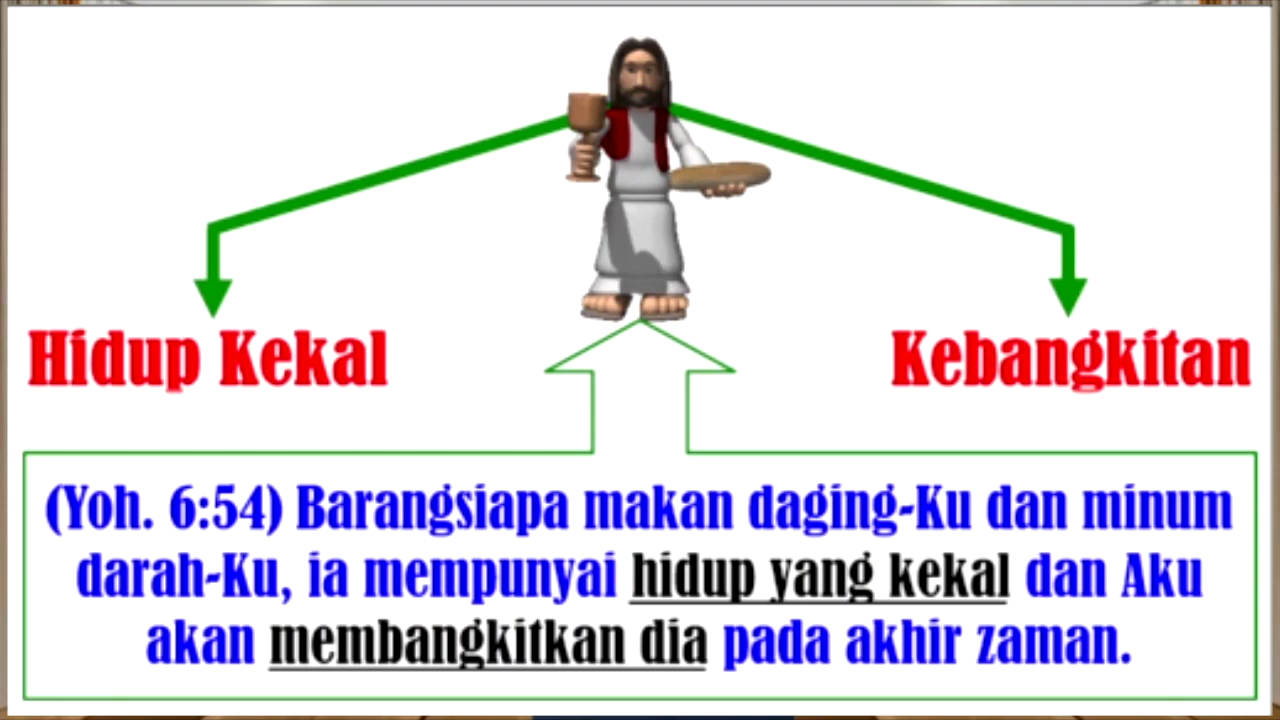 Hidup Kekal
Kebangkitan
(Yoh. 6:54) Barangsiapa makan daging-Ku dan minum
darah-Ku, ia mempunyai hidup yang kekal dan Aku
akan membangkitkan dia pada akhir zaman.